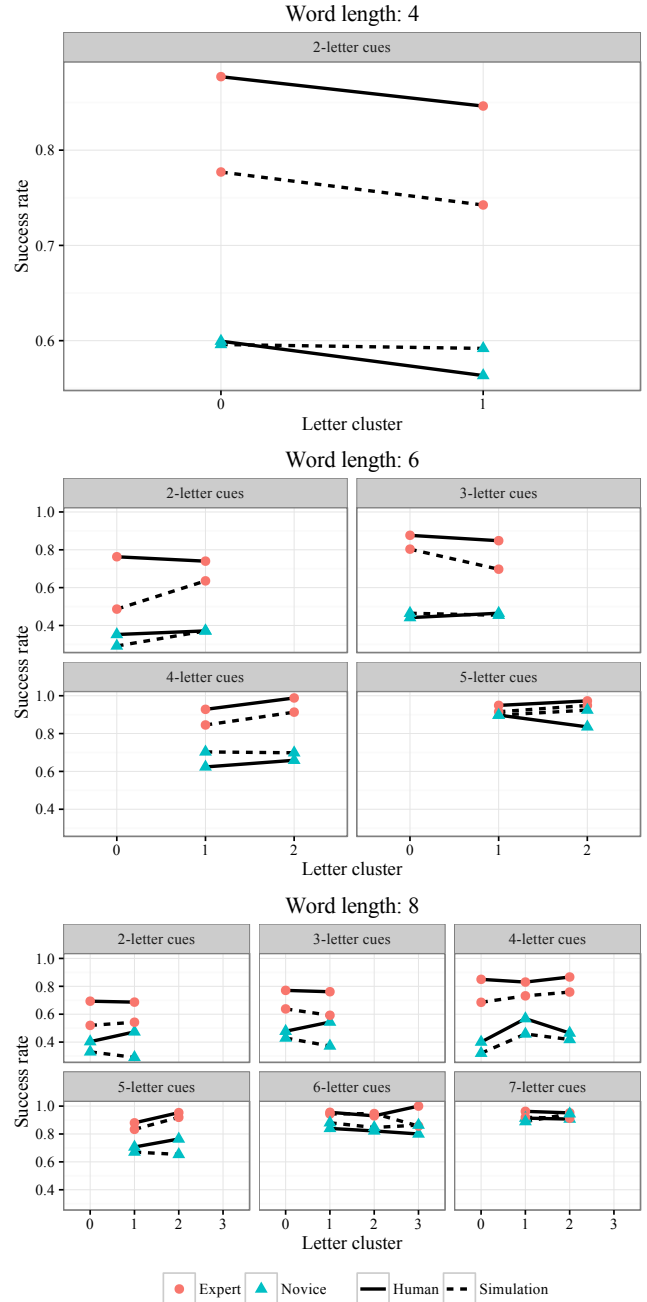 Word length: 4
2-letter cues
Success rate
0.8
0.7
0.6
0 1
Letter cluster
Word length: 6
2-letter cues 3-letter cues
1.0
0.8
0.6
0.4
Success rate
4-letter cues 5-letter cues
1.0
0.8
0.6
0.4
0 1 2 0 1 2
Letter cluster
Word length: 8
2-letter cues 3-letter cues 4-letter cues
1.0
0.8
0.6
0.4
Success rate
5-letter cues 6-letter cues 7-letter cues
1.0
0.8
0.6
0.4
0 1 2 3 0 1 2 3 0 1 2 3
Letter cluster
Expert Novice Human Simulation